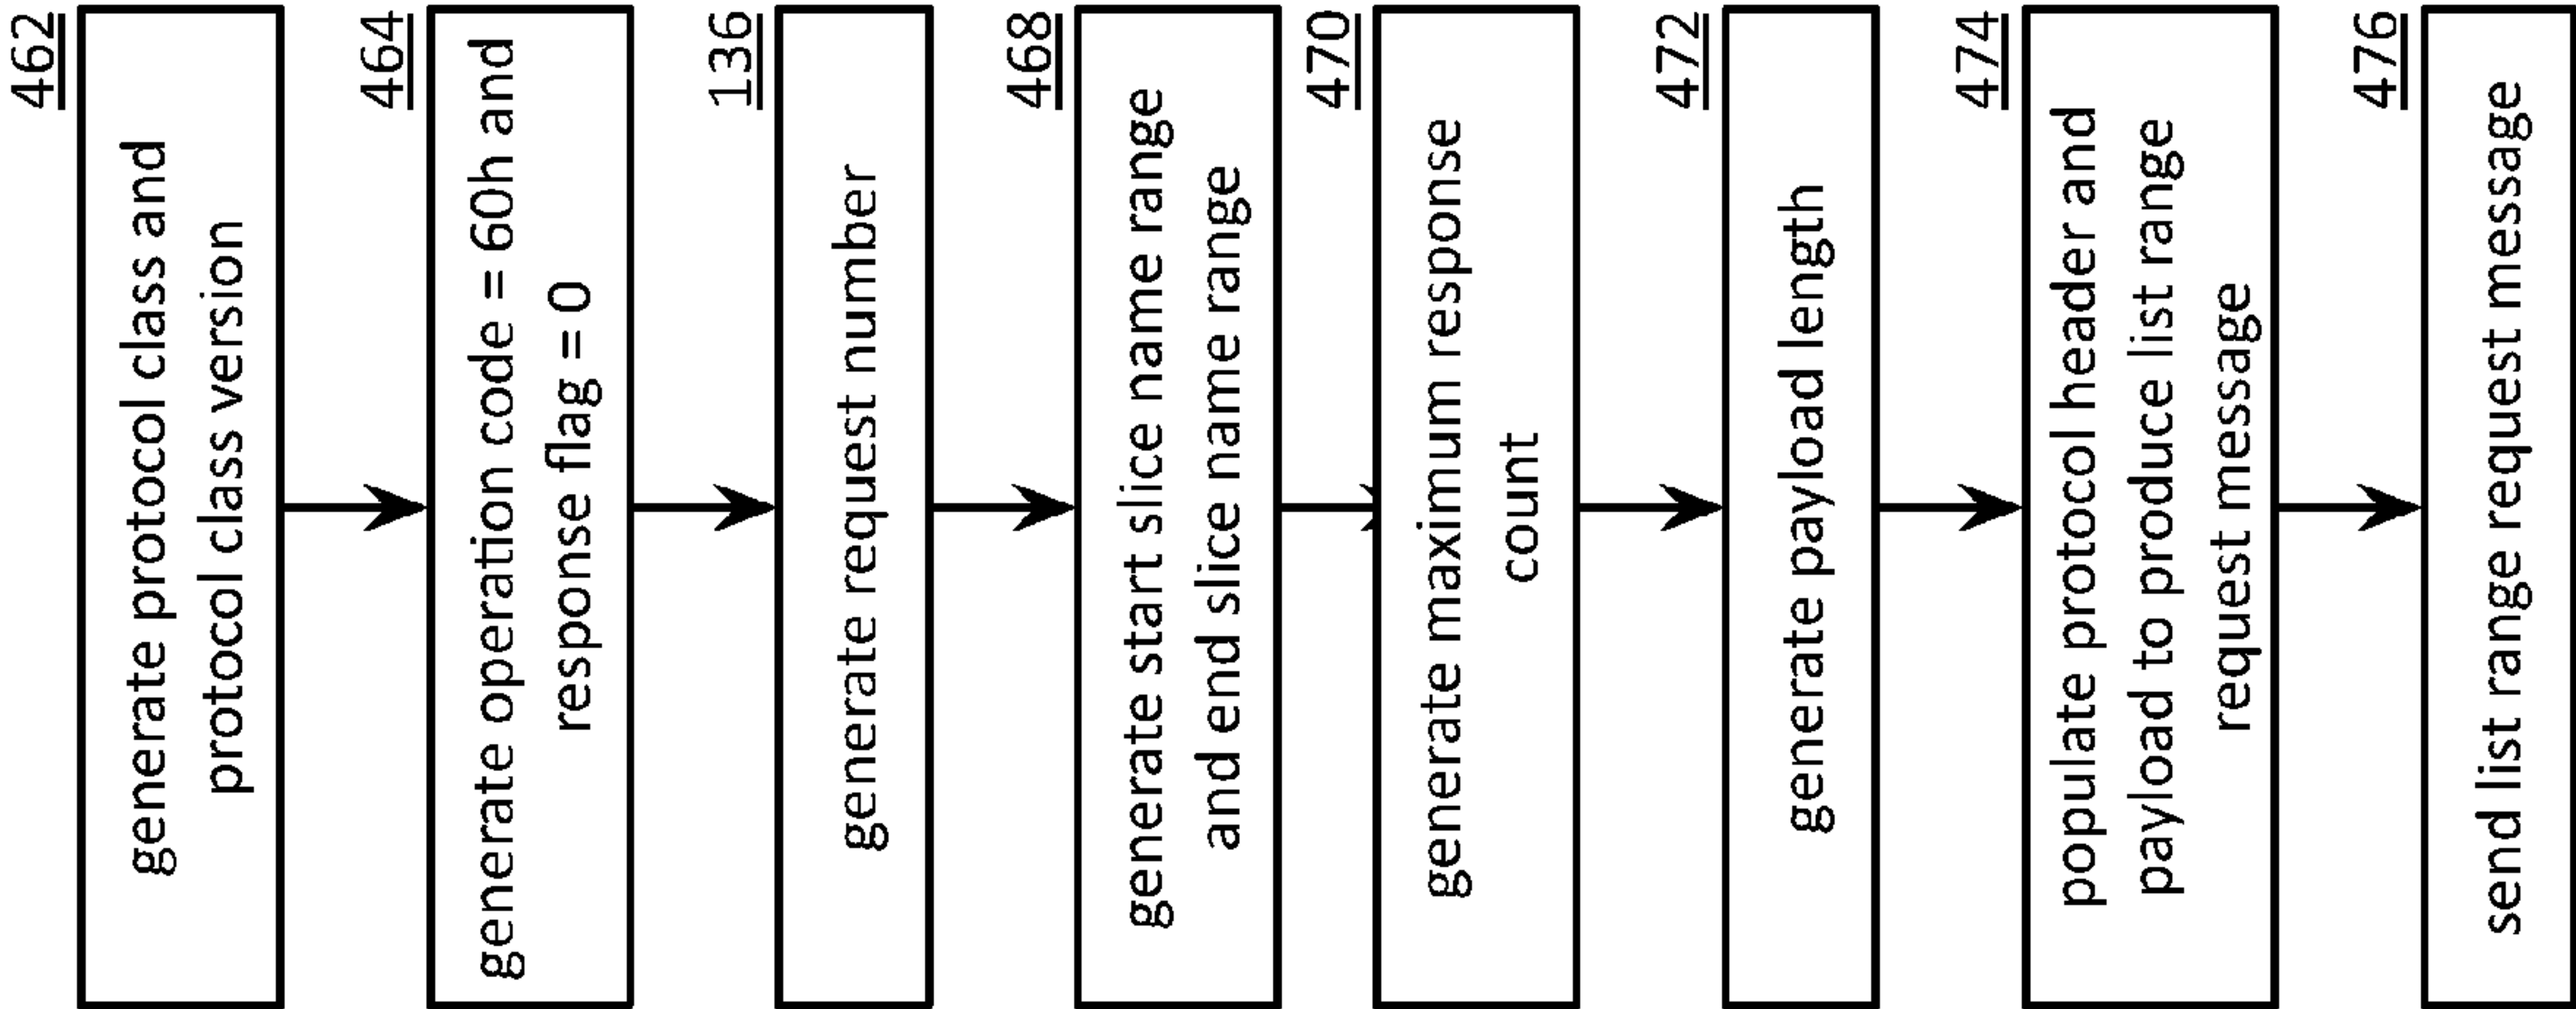 462
generate protocol class and
protocol class version
464
generate operation code = 60h and
response flag = 0
136
generate request number
468
generate start slice name range
and end slice name range
470
generate maximum response
count
472
generate payload length
474
populate protocol header and
payload to produce list range
request message
476
send list range request message